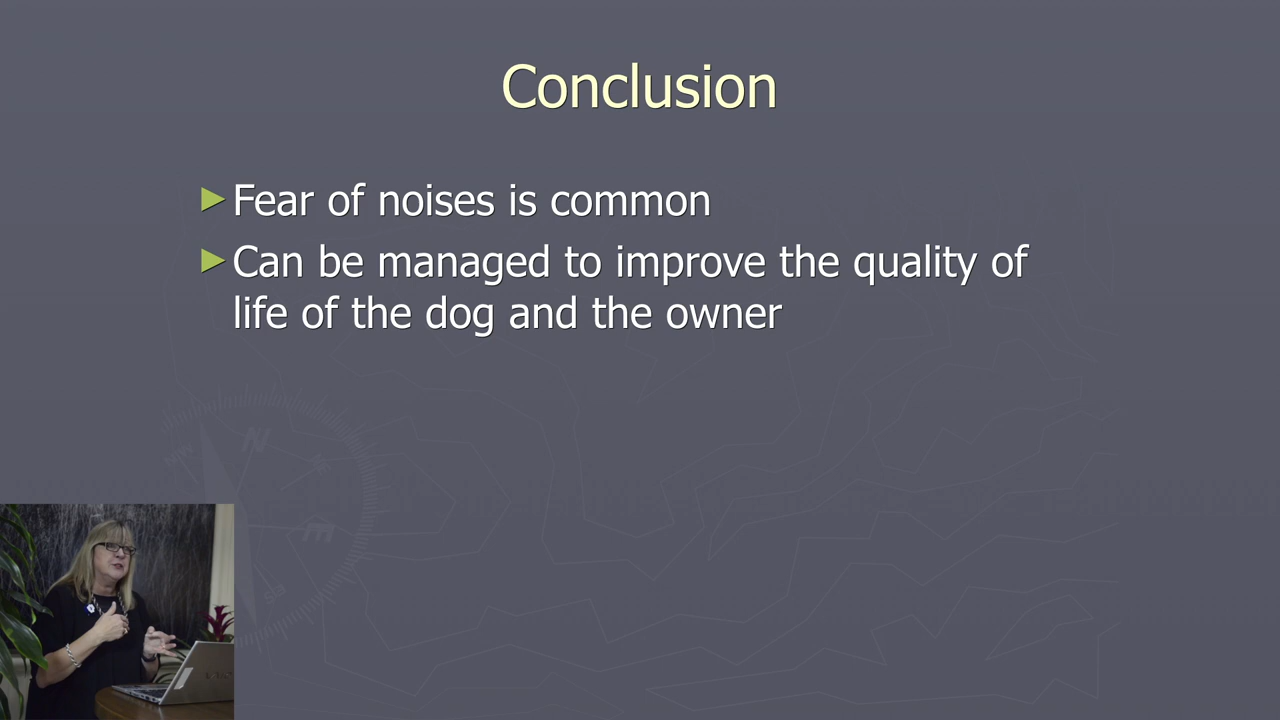 Conclusion
►Fear of noises is common
►Can be managed to improve the quality of
life of the dog and the owner
N
E